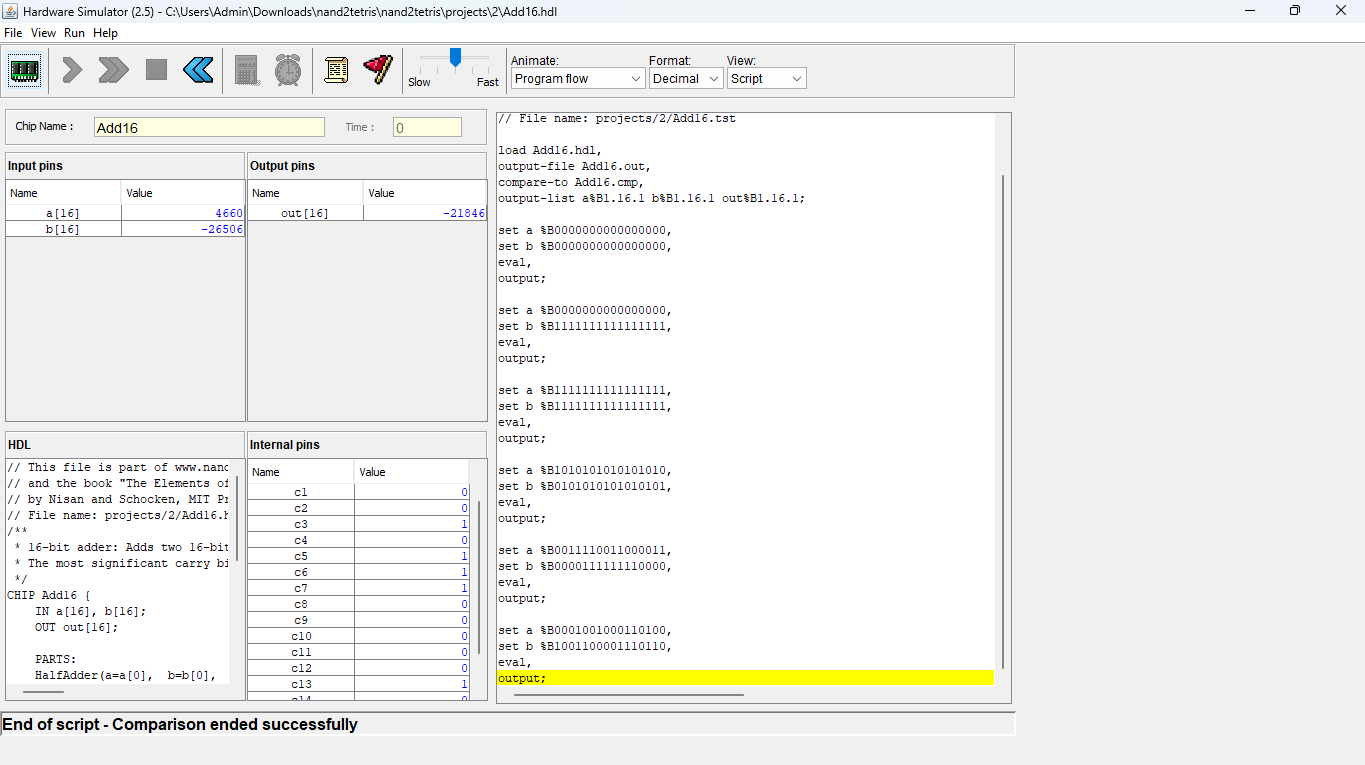 Hardware Simulator (2.5) - C:\Users\Admin\Downloads\nand2tetris\nand2tetris\projects\2\Add16.hdl
File View Run Help
Slow Fast
Animate: Format: View:
Program flow Decimal Script
Chip Name : Add16 Time : 0
Input pins
Name Value
a[16] 4660
b[16] -26506
Output pins
Name Value
out[16] -21846
HDL
// This file is part of www.nand
// and the book "The Elements of
// by Nisan and Schocken, MIT Pr
// File name: projects/2/Add16.h
/**
* 16-bit adder: Adds two 16-bit
* The most significant carry bi
*/
CHIP Add16 {
IN a[16], b[16];
OUT out[16];
PARTS:
HalfAdder(a=a[0], b=b[0],
Internal pins
Name Value
c1 0
c2 0
c3 1
c4 0
c5 1
c6 1
c7 1
c8 0
c9 0
c10 0
c11 0
c12 0
c13 1
c14 0
// File name: projects/2/Add16.tst
load Add16.hdl,
output-file Add16.out,
compare-to Add16.cmp,
output-list a%B1.16.1 b%B1.16.1 out%B1.16.1;
set a %B0000000000000000,
set b %B0000000000000000,
eval,
output;
set a %B0000000000000000,
set b %B1111111111111111,
eval,
output;
set a %B1111111111111111,
set b %B1111111111111111,
eval,
output;
set a %B1010101010101010,
set b %B0101010101010101,
eval,
output;
set a %B0011110011000011,
set b %B0000111111110000,
eval,
output;
set a %B0001001000110100,
set b %B1001100001110110,
eval,
output;
End of script - Comparison ended successfully